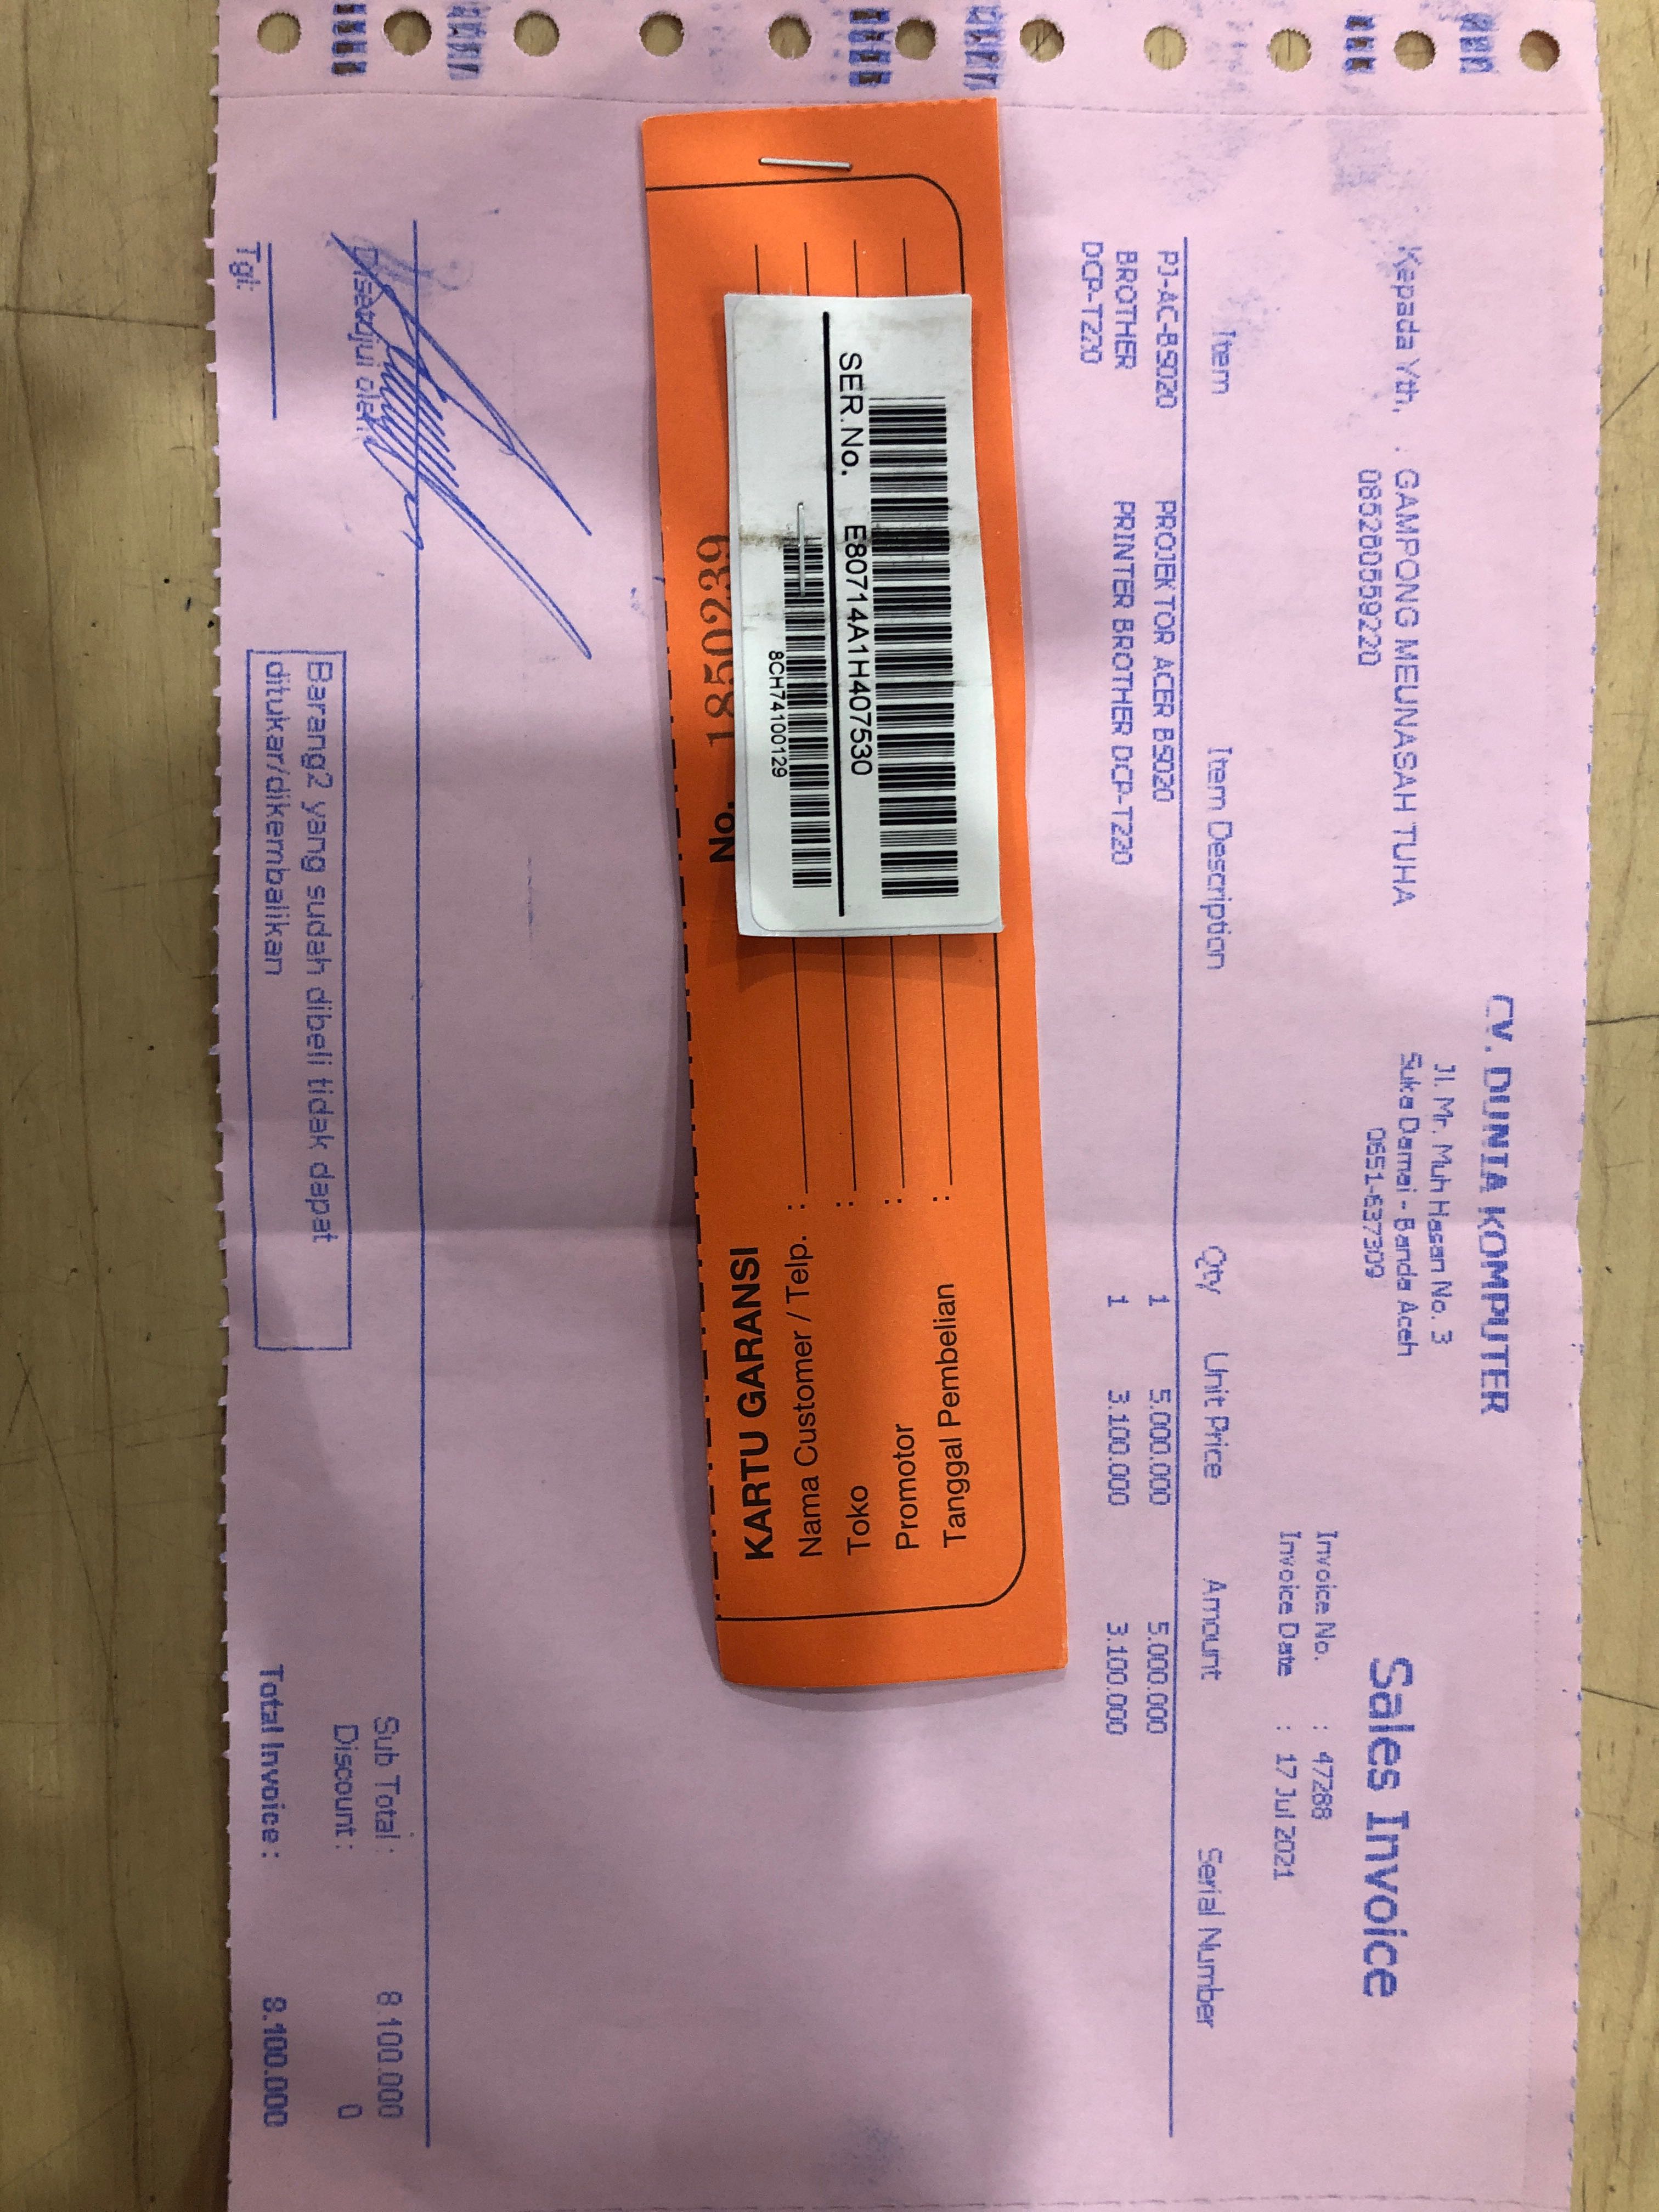 CV. DUNIA KOMPUTER
Jl. Mr. Muh Hasan No. 3
Suka Damai - Banda Aceh
0651-637309
Sales Invoice
Kepada Yth, : GAMPONG MEUNASAH TUHA
085280559220
Invoice No. : 47288
Invoice Date : 17 Jul 2021
Item Item Description Qty Unit Price Amount Serial Number
PJ-AC-BS020 PROJEKTOR ACER BS020 1 5.000.000 5.000.000
BROTHER PRINTER BROTHER DCP-T220 1 3.100.000 3.100.000
DCP-T220
KARTU GARANSI No. 1850239
Nama Customer / Telp. :
Toko :
Promotor :
Tanggal Pembelian :
SER.No. E80714A1H407530
8CH74100129
Disetujui oleh
Tgl:
Barang2 yang sudah dibeli tidak dapat
ditukar/dikembalikan
Sub Total : 8.100.000
Discount : 0
Total Invoice : 8.100.000